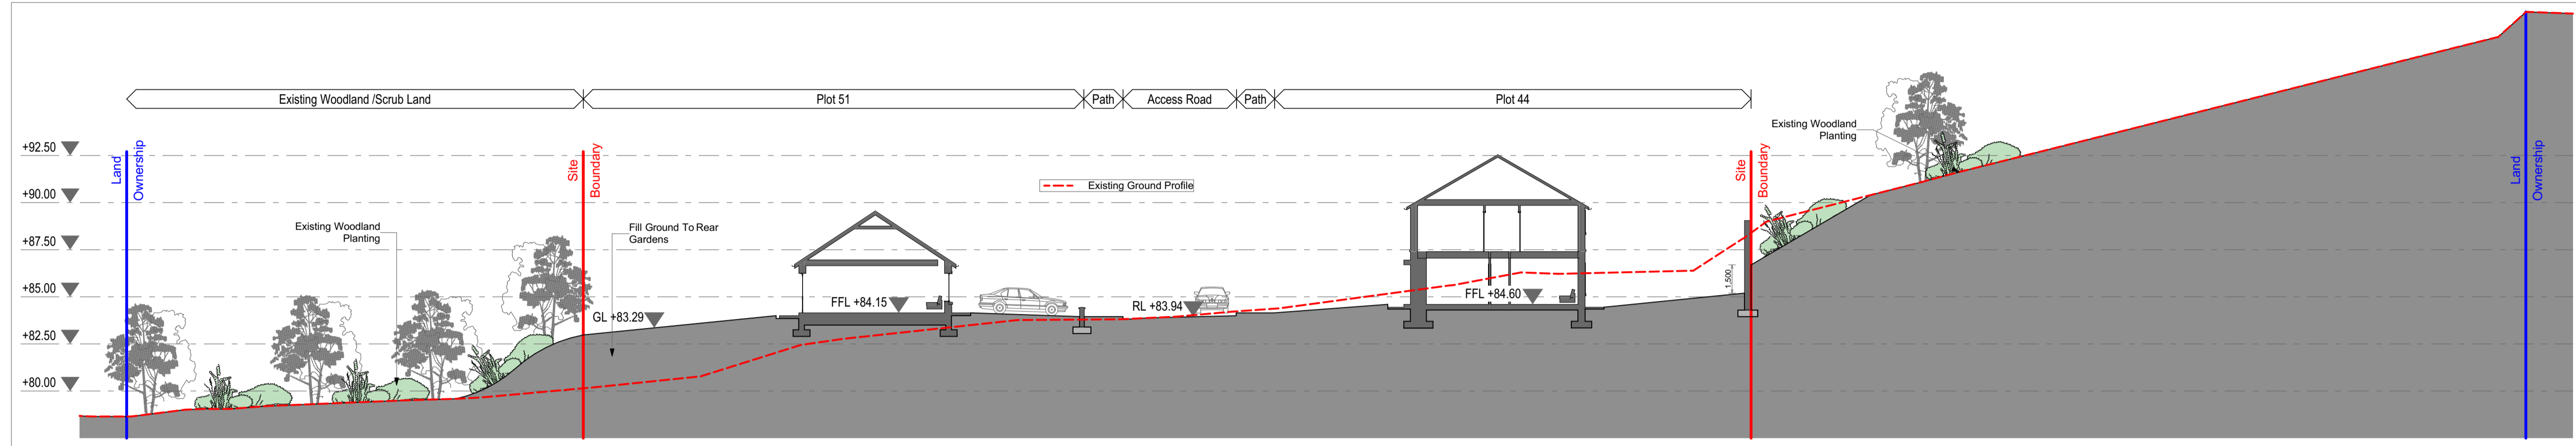 Existing Woodland /Scrub Land
Plot 51
Path
Access Road
Path
Plot 44
+92.50
+90.00
+87.50
+85.00
+82.50
+80.00
Land
Ownership
Site
Boundary
Existing Woodland
Planting
Fill Ground To Rear
Gardens
GL +83.29
FFL +84.15
Existing Ground Profile
RL +83.94
FFL +84.60
1,500
Site
Boundary
Existing Woodland
Planting
Land
Ownership